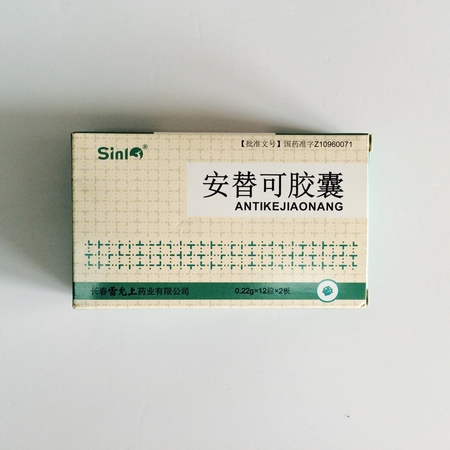 Sinl®
【批准文号】国药准字Z10960071
安替可胶囊
ANTIKEJIAONANG
长春雷允上药业有限公司
0.22g×12粒×2板